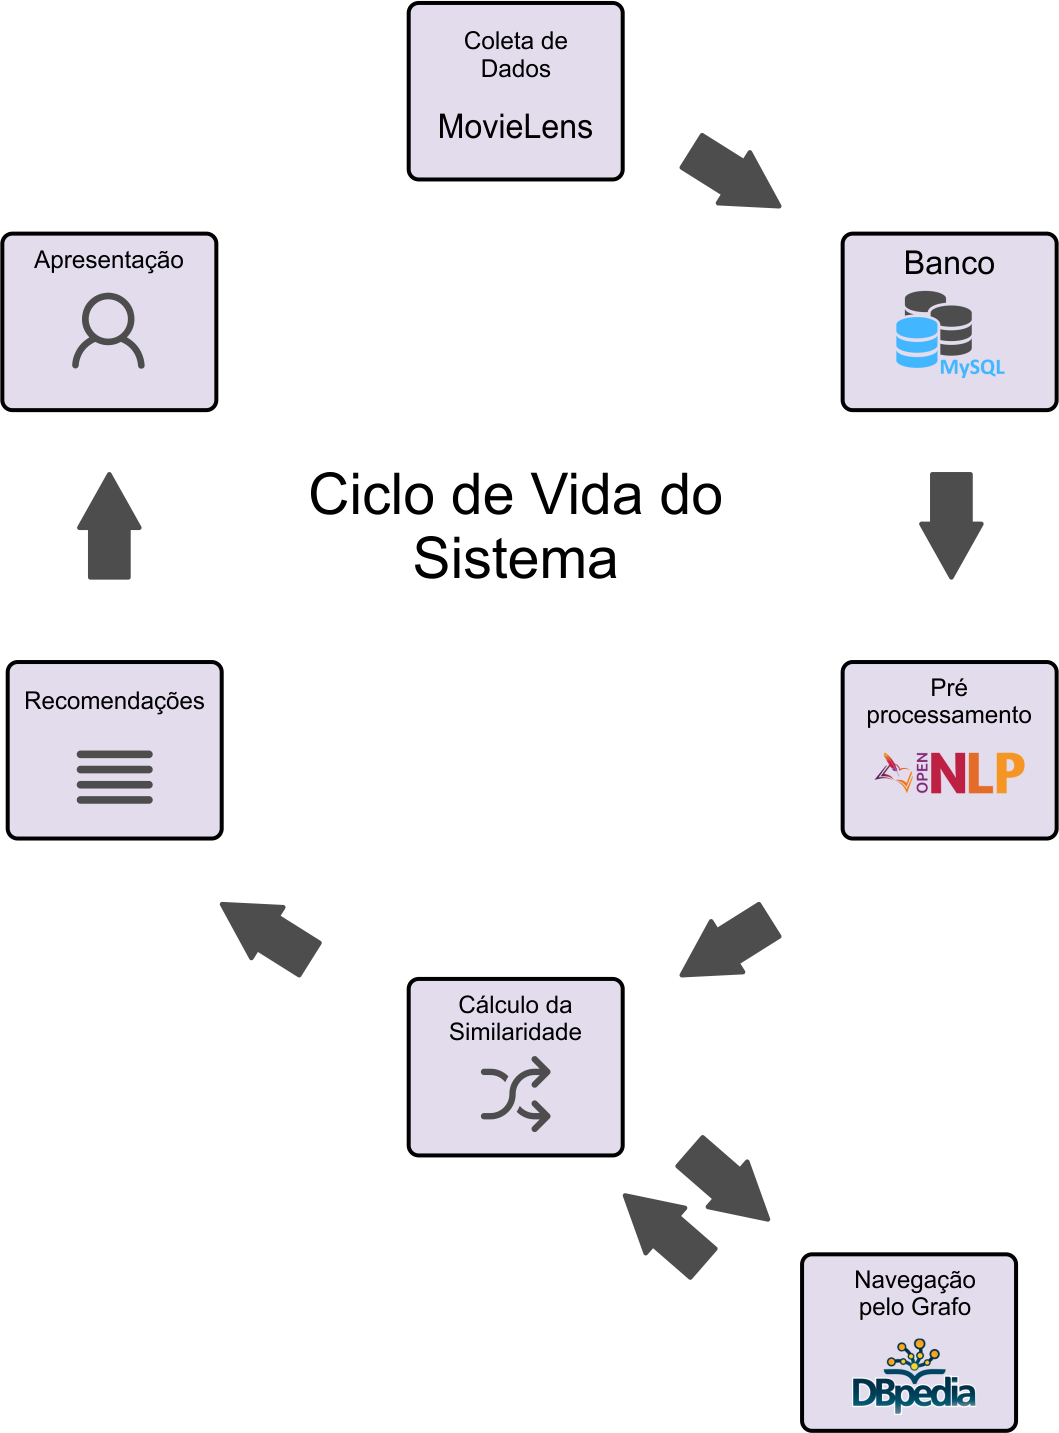 Coleta de
Dados
MovieLens
Apresentação
Banco
MySQL
Ciclo de Vida do
Sistema
Recomendações
Pré
processamento
OPEN NLP
Cálculo da
Similaridade
Navegação
pelo Grafo
DBpedia